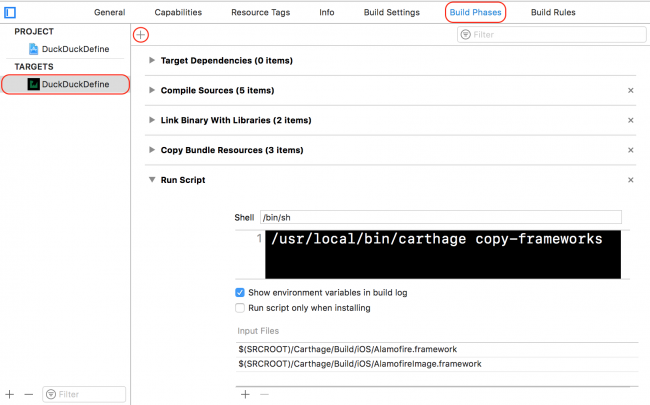 General Capabilities Resource Tags Info Build Settings Build Phases Build Rules
PROJECT
DuckDuckDefine
TARGETS
DuckDuckDefine
Filter
Target Dependencies (0 items)
Compile Sources (5 items)
Link Binary With Libraries (2 items)
Copy Bundle Resources (3 items)
Run Script
Shell /bin/sh
1 /usr/local/bin/carthage copy-frameworks
Show environment variables in build log
Run script only when installing
Input Files
$(SRCROOT)/Carthage/Build/iOS/Alamofire.framework
$(SRCROOT)/Carthage/Build/iOS/AlamofireImage.framework
Filter